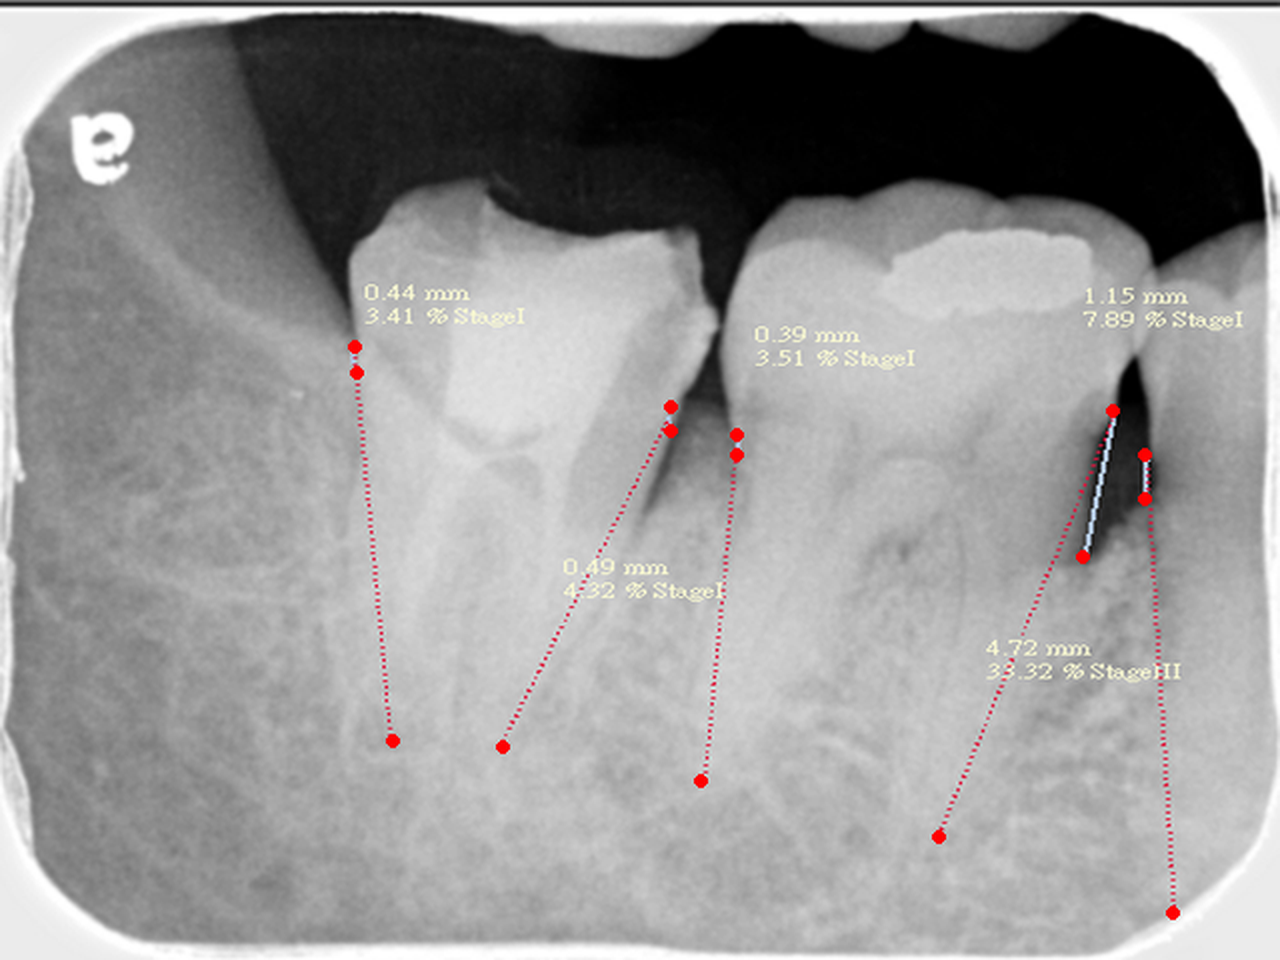 a
0.44 mm
3.41 % StageI
1.15 mm
7.89 % StageI
0.39 mm
3.51 % StageI
0.49 mm
4.32 % StageI
4.72 mm
33.32 % StageIII